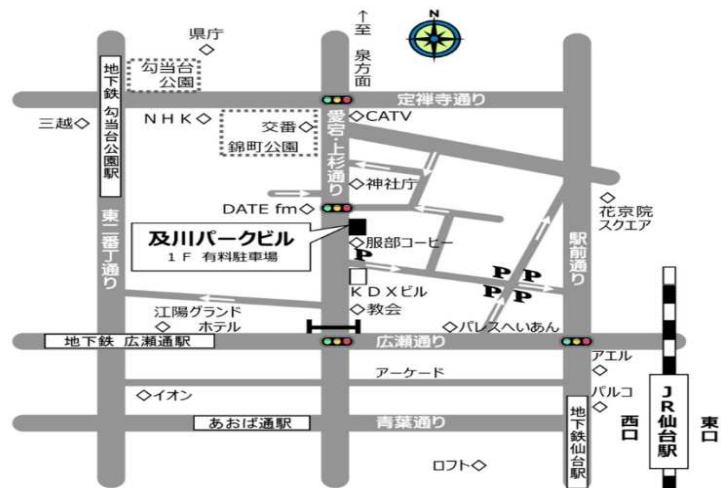 県庁
↑至 泉方面
地下鉄 勾当台公園駅
勾当台
公園
定禅寺通り
三越
NHK
交番
錦町公園
愛宕・上杉通り
CATV
神社庁
DATE fm
花京院
スクエア
東二番丁通り
及川パークビル
1F 有料駐車場
服部コーヒー
駅前通り
P
P P
P P
KDXビル
教会
江陽グランド
ホテル
パレスへいあん
地下鉄 広瀬通駅
広瀬通り
アエル
アーケード
イオン
パルコ
西口
JR仙台駅
東口
あおば通駅
青葉通り
地下鉄仙台駅
ロフト